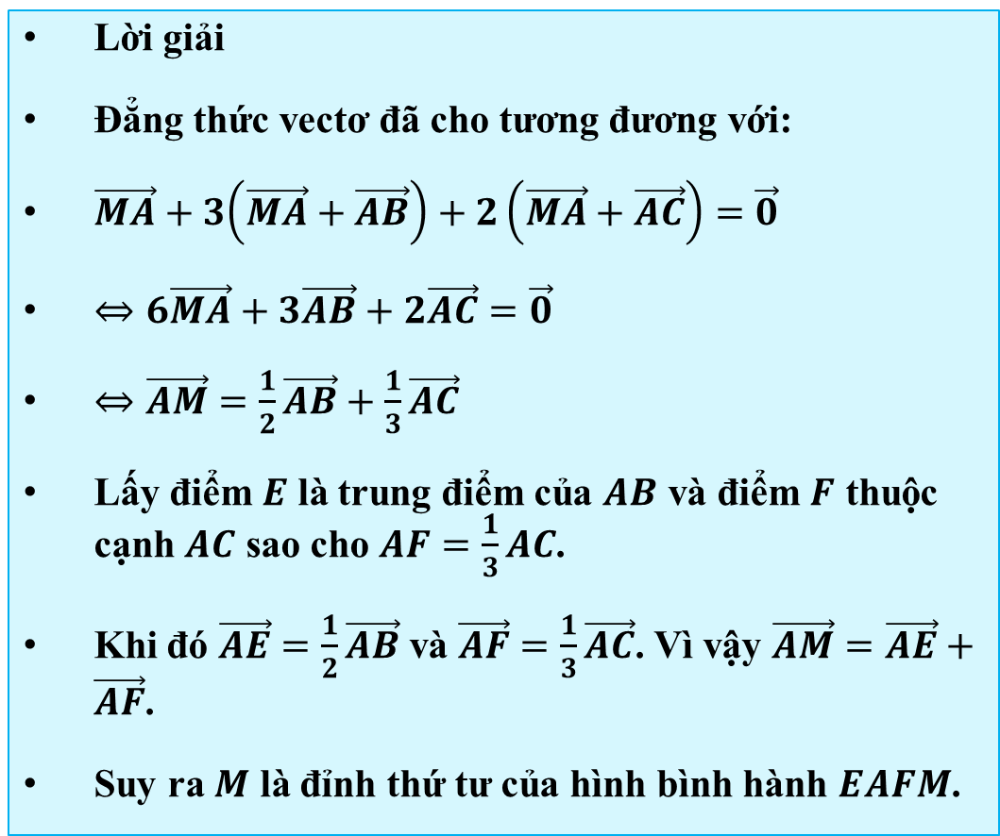 • Lời giải
• Đẳng thức vectơ đã cho tương đương với:
• $\overrightarrow{MA} + 3\left(\overrightarrow{MA} + \overrightarrow{AB}\right) + 2\left(\overrightarrow{MA} + \overrightarrow{AC}\right) = \vec{0}$
• $\Leftrightarrow 6\overrightarrow{MA} + 3\overrightarrow{AB} + 2\overrightarrow{AC} = \vec{0}$
• $\Leftrightarrow \overrightarrow{AM} = \frac{1}{2}\overrightarrow{AB} + \frac{1}{3}\overrightarrow{AC}$
• Lấy điểm $E$ là trung điểm của $AB$ và điểm $F$ thuộc
cạnh $AC$ sao cho $AF = \frac{1}{3}AC$.
• Khi đó $\overrightarrow{AE} = \frac{1}{2}\overrightarrow{AB}$ và $\overrightarrow{AF} = \frac{1}{3}\overrightarrow{AC}$. Vì vậy $\overrightarrow{AM} = \overrightarrow{AE} +$
$\overrightarrow{AF}$.
• Suy ra $M$ là đỉnh thứ tư của hình bình hành $EAFM$.